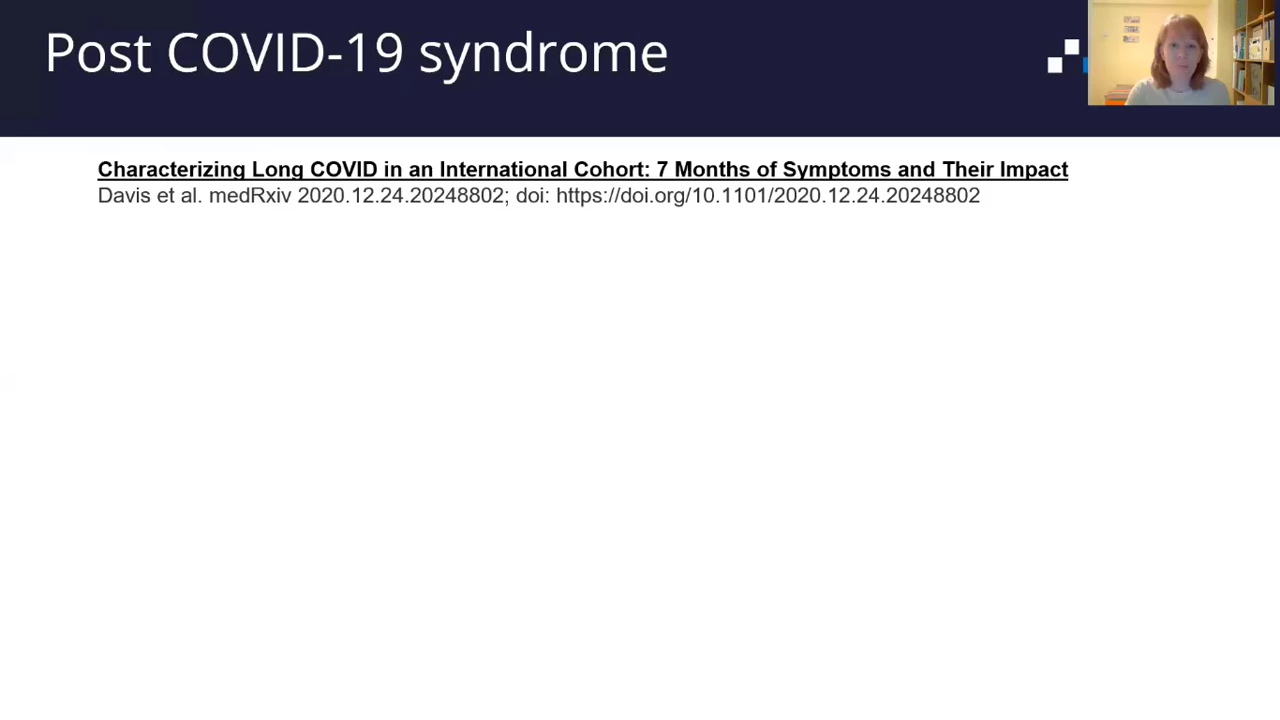 Post COVID-19 syndrome
Characterizing Long COVID in an International Cohort: 7 Months of Symptoms and Their Impact
Davis et al. medRxiv 2020.12.24.20248802; doi: https://doi.org/10.1101/2020.12.24.20248802